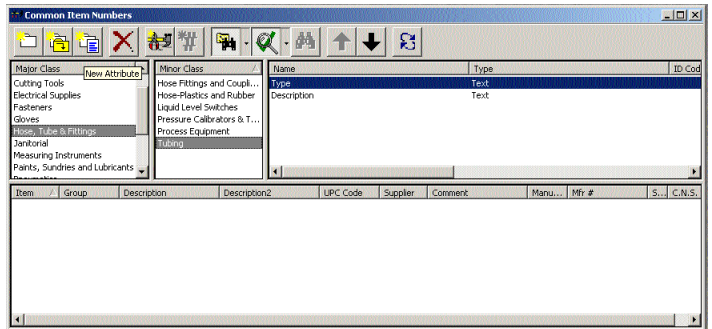 Common Item Numbers
Major Class
New Attribute
Cutting Tools
Electrical Supplies
Fasteners
Gloves
Hose, Tube & Fittings
Janitorial
Measuring Instruments
Paints, Sundries and Lubricants
Minor Class
Hose Fittings and Coupli...
Hose-Plastics and Rubber
Liquid Level Switches
Pressure Calibrators & T...
Process Equipment
Tubing
Name Type ID Cod
Type Text
Description Text
Item Group Description Description2 UPC Code Supplier Comment Manu... Mfr # S... C.N.S.